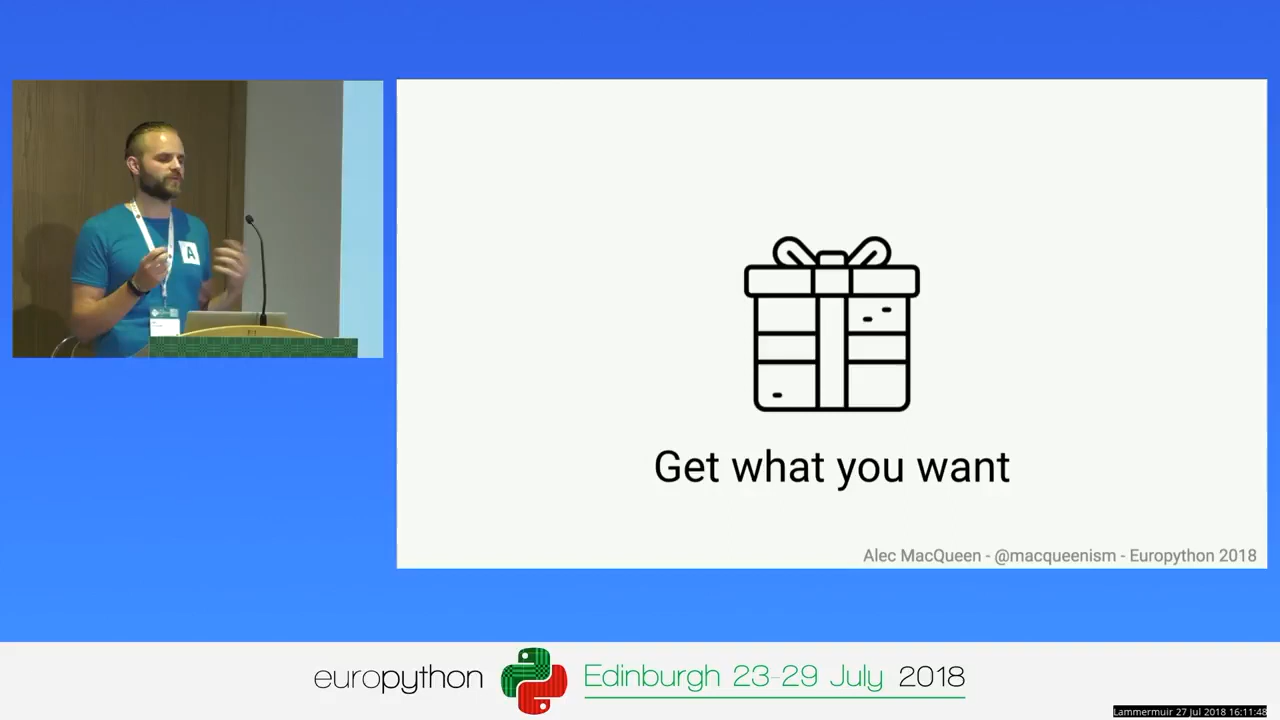 A
Get what you want
Alec MacQueen - @macqueenism - Europython 2018
europython
Edinburgh 23-29 July 2018
Lammermuir 27 Jul 2018 16:11:48